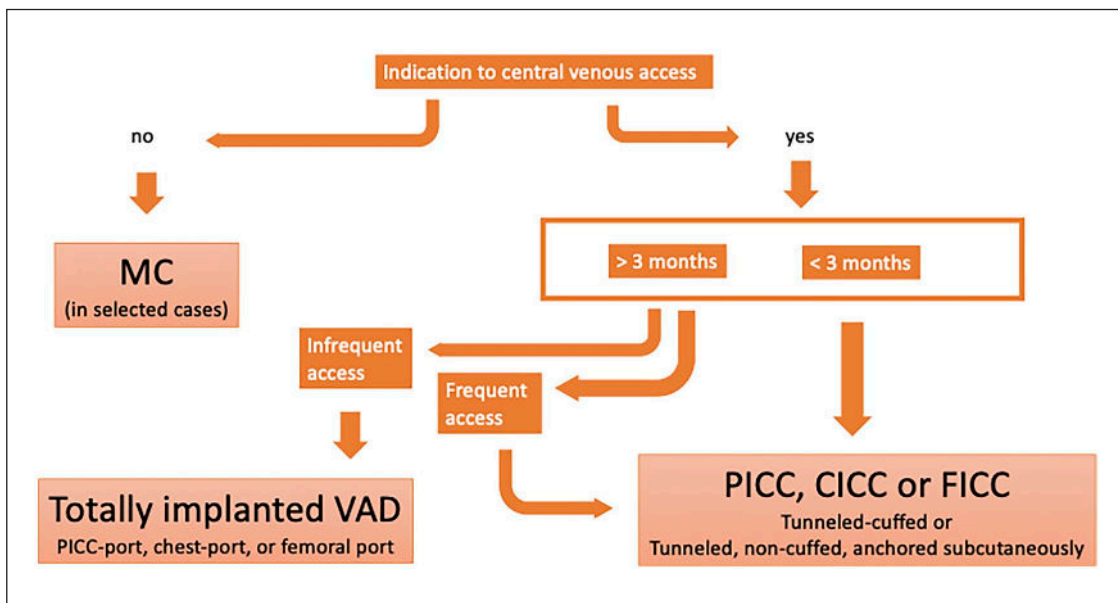 Indication to central venous access
no
yes
> 3 months
< 3 months
MC
(in selected cases)
Infrequent
access
Frequent
access
Totally implanted VAD
PICC-port, chest-port, or femoral port
PICC, CICC or FICC
Tunneled-cuffed or
Tunneled, non-cuffed, anchored subcutaneously